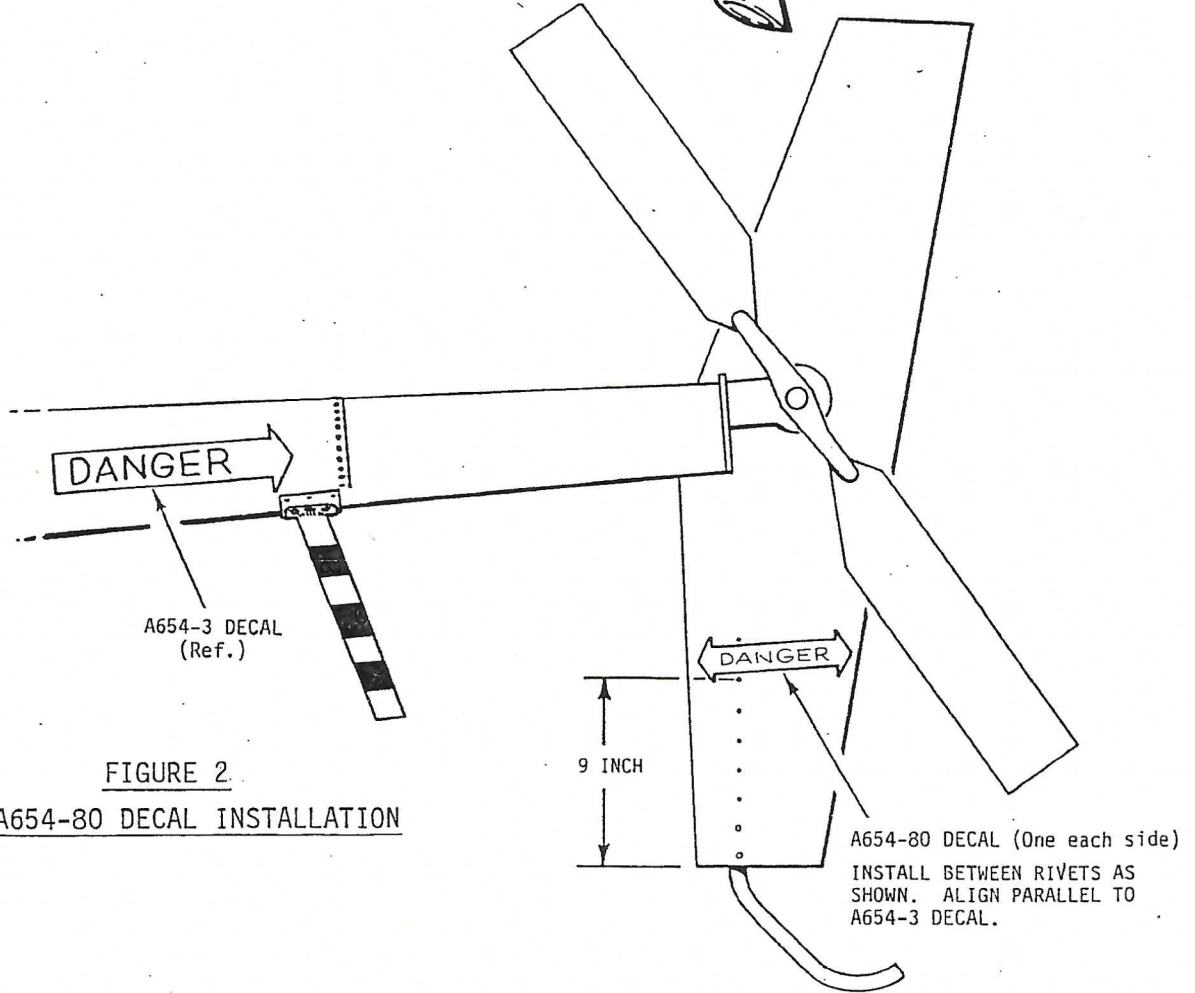 DANGER
A654-3 DECAL
(Ref.)
DANGER
9 INCH
FIGURE 2
A654-80 DECAL INSTALLATION
A654-80 DECAL (One each side)
INSTALL BETWEEN RIVETS AS
SHOWN. ALIGN PARALLEL TO
A654-3 DECAL.